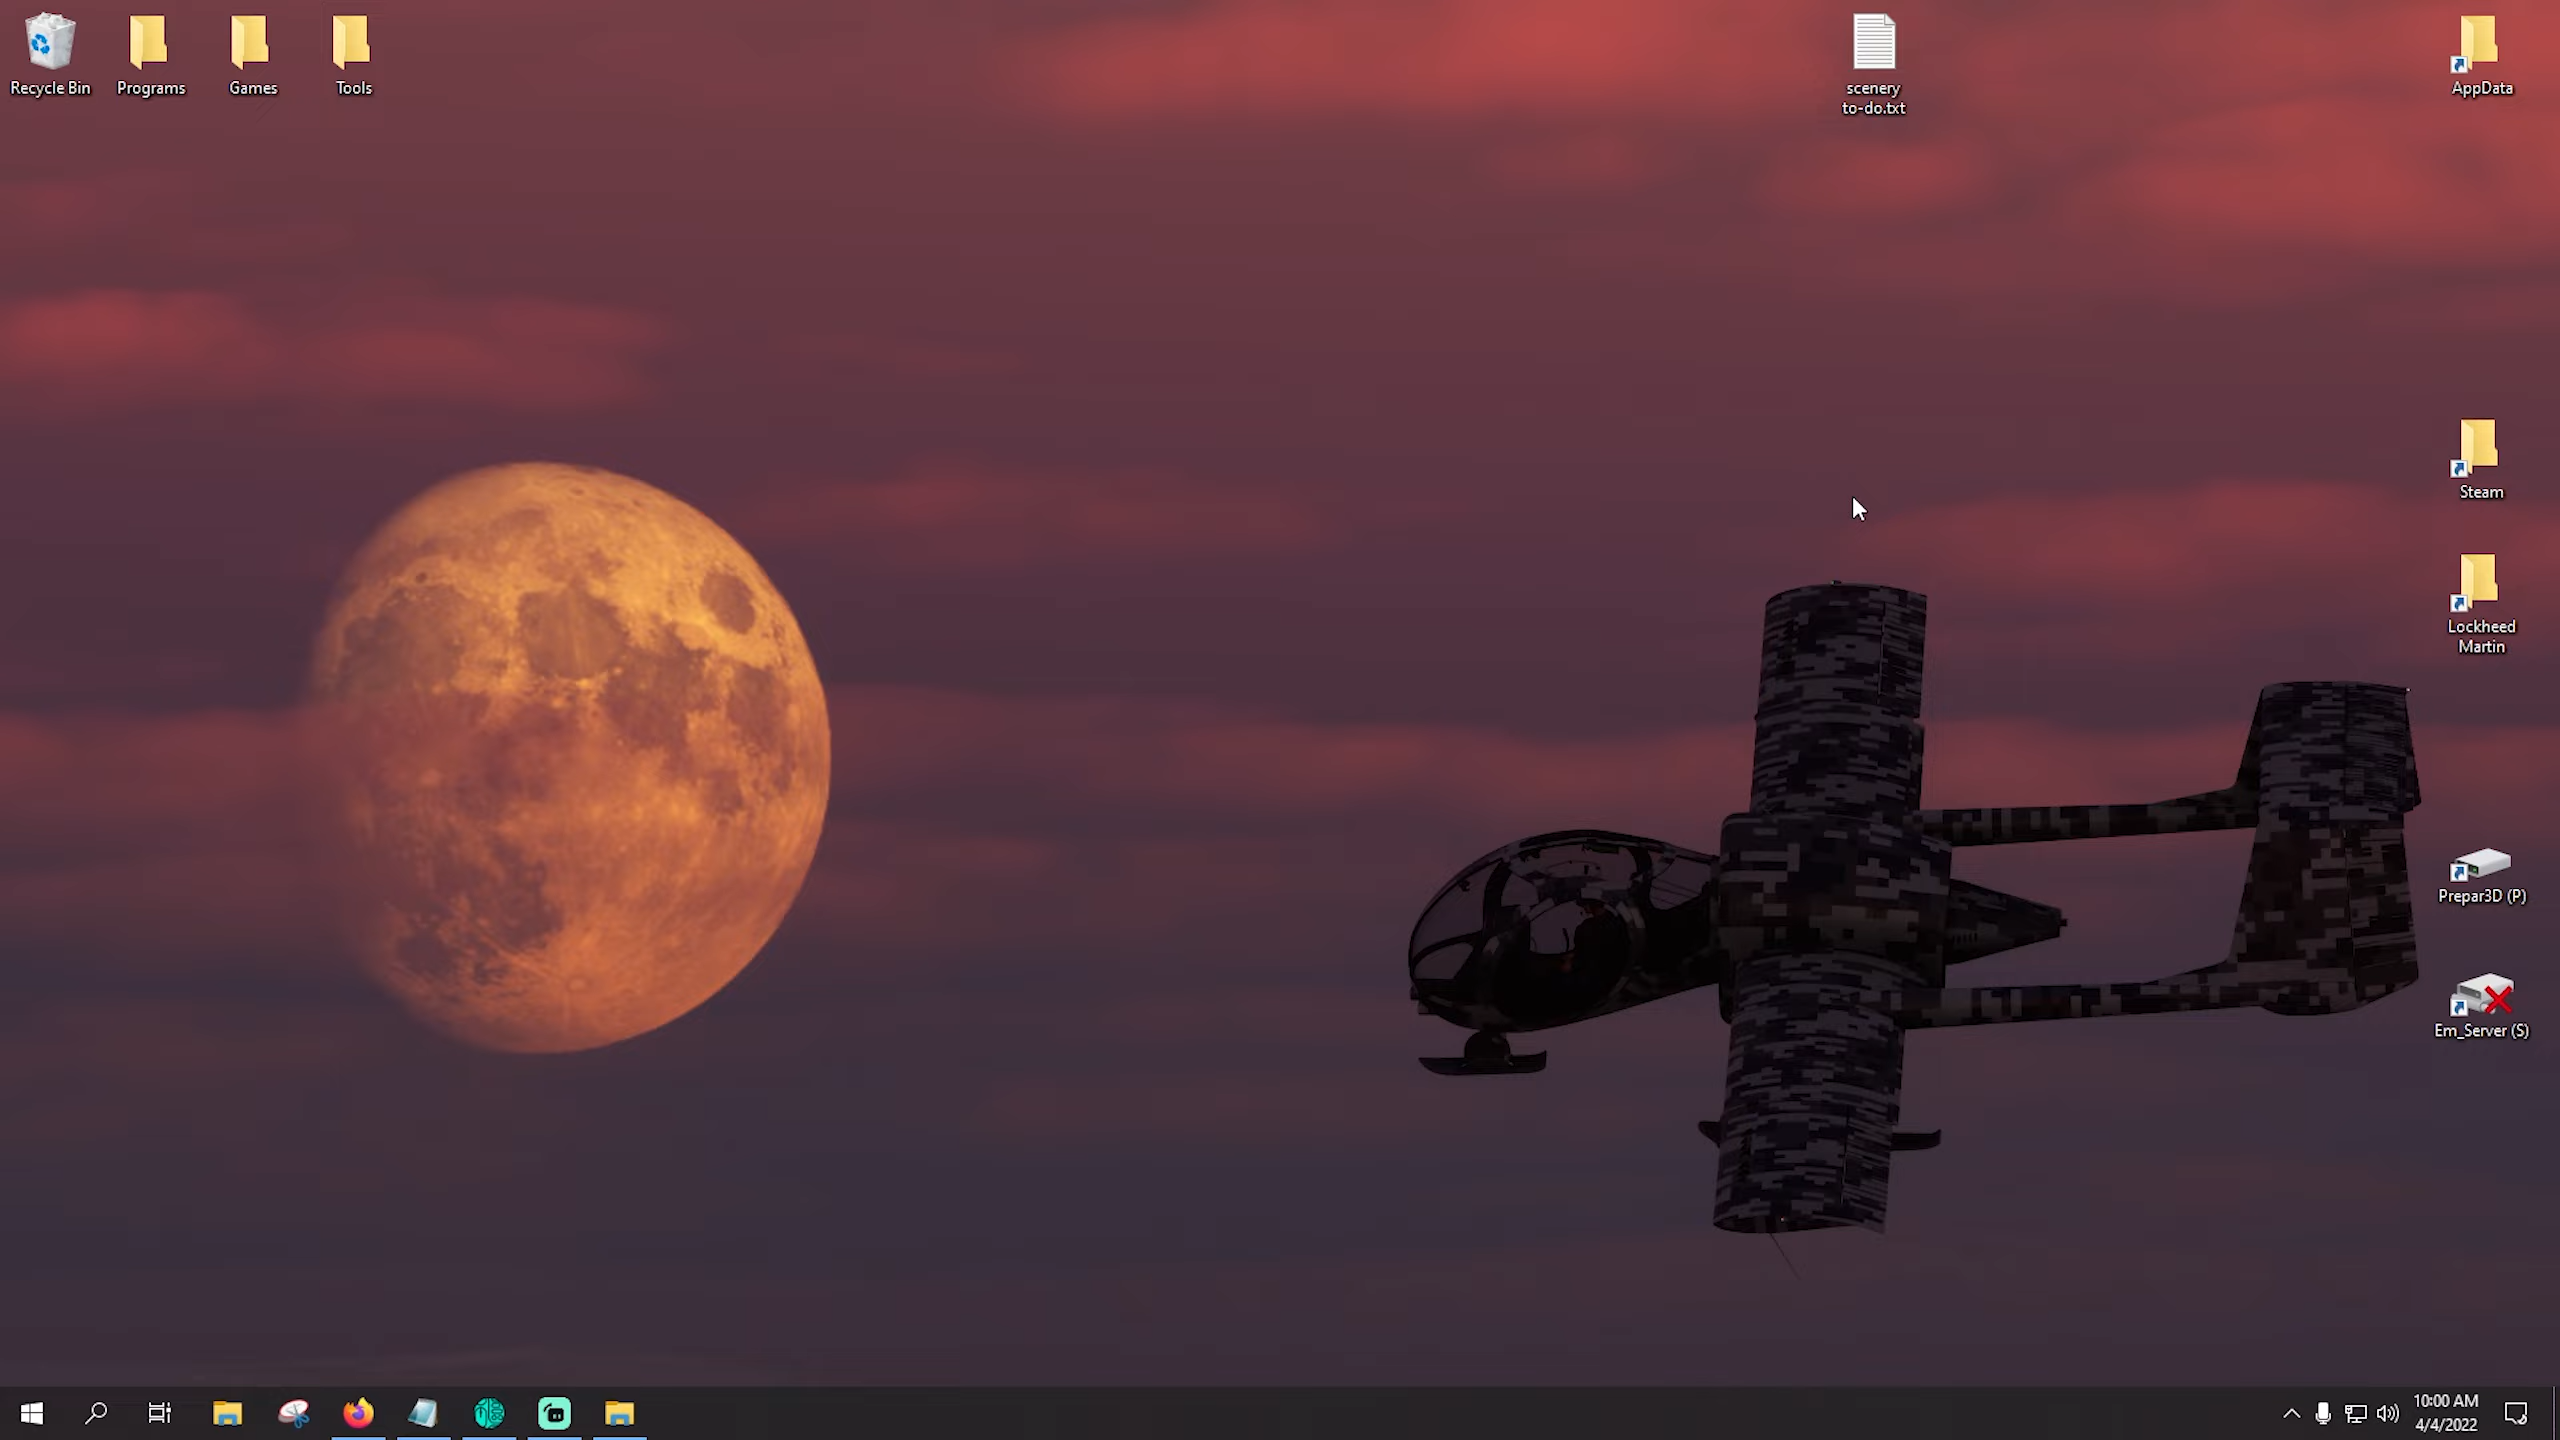 Recycle Bin
Programs
Games
Tools
scenery
to-do.txt
AppData
Steam
Lockheed
Martin
Prepar3D (P)
Em_Server (S)
10:00 AM
4/4/2022